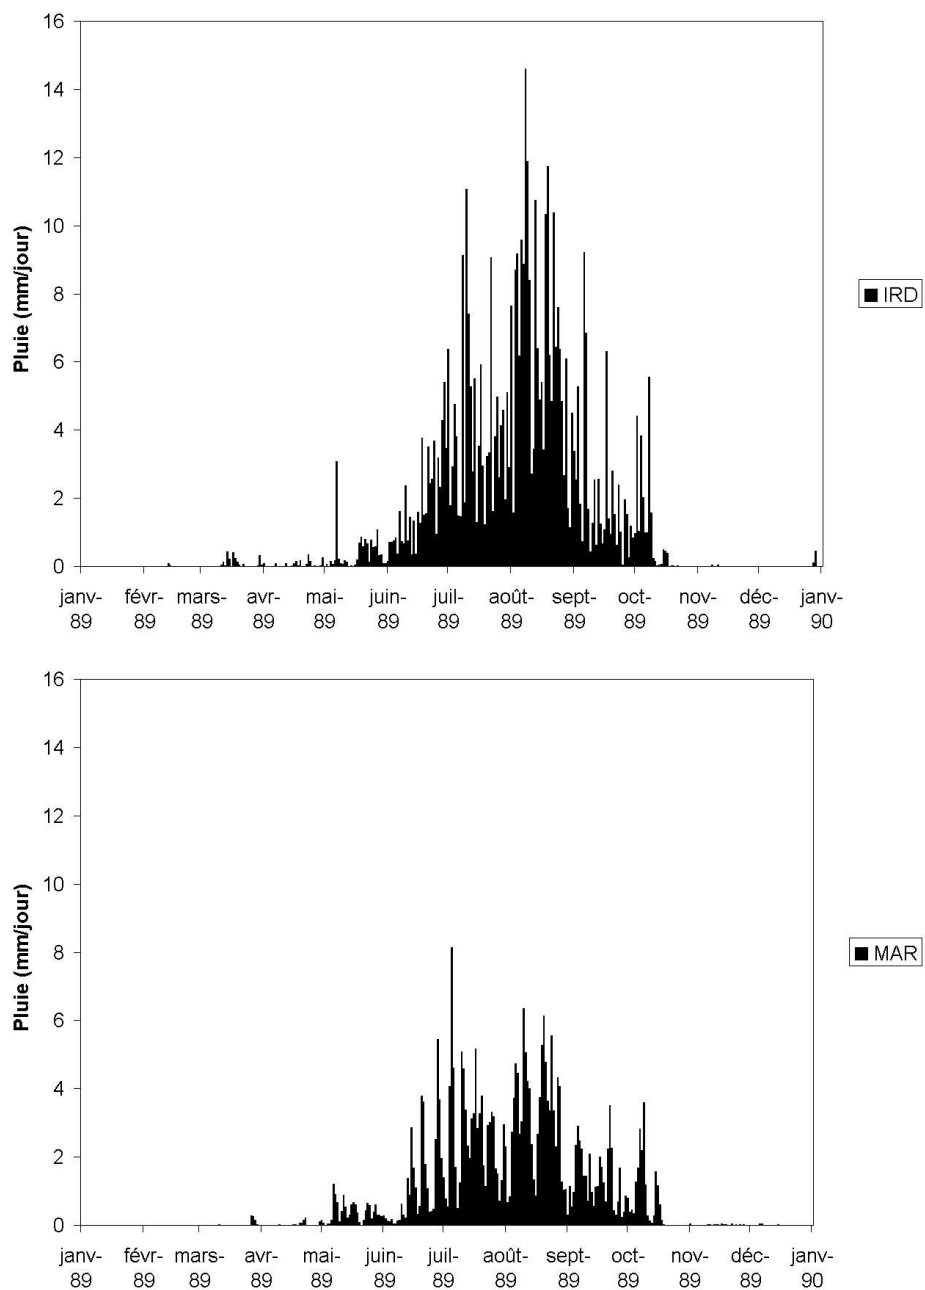 16
14
12
10
8
6
4
2
0
Pluie (mm/jour)
IRD
janv- févr- mars- avr- mai- juin- juil- août- sept- oct- nov- déc- janv-
89 89 89 89 89 89 89 89 89 89 89 89 90
16
14
12
10
8
6
4
2
0
Pluie (mm/jour)
MAR
janv- févr- mars- avr- mai- juin- juil- août- sept- oct- nov- déc- janv-
89 89 89 89 89 89 89 89 89 89 89 89 90